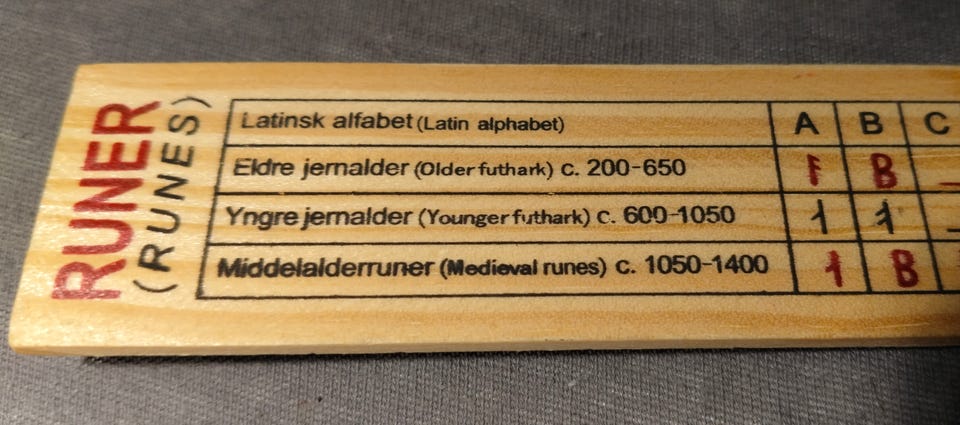 RUNER
(RUNES)
Latinsk alfabet (Latin alphabet) A B C
Eldre jernalder (Older futhark) c. 200-650 ᚨ ᛒ
Yngre jernalder (Younger futhark) c. 600-1050
Middelalderruner (Medieval runes) c. 1050-1400 ᛆ ᛒ